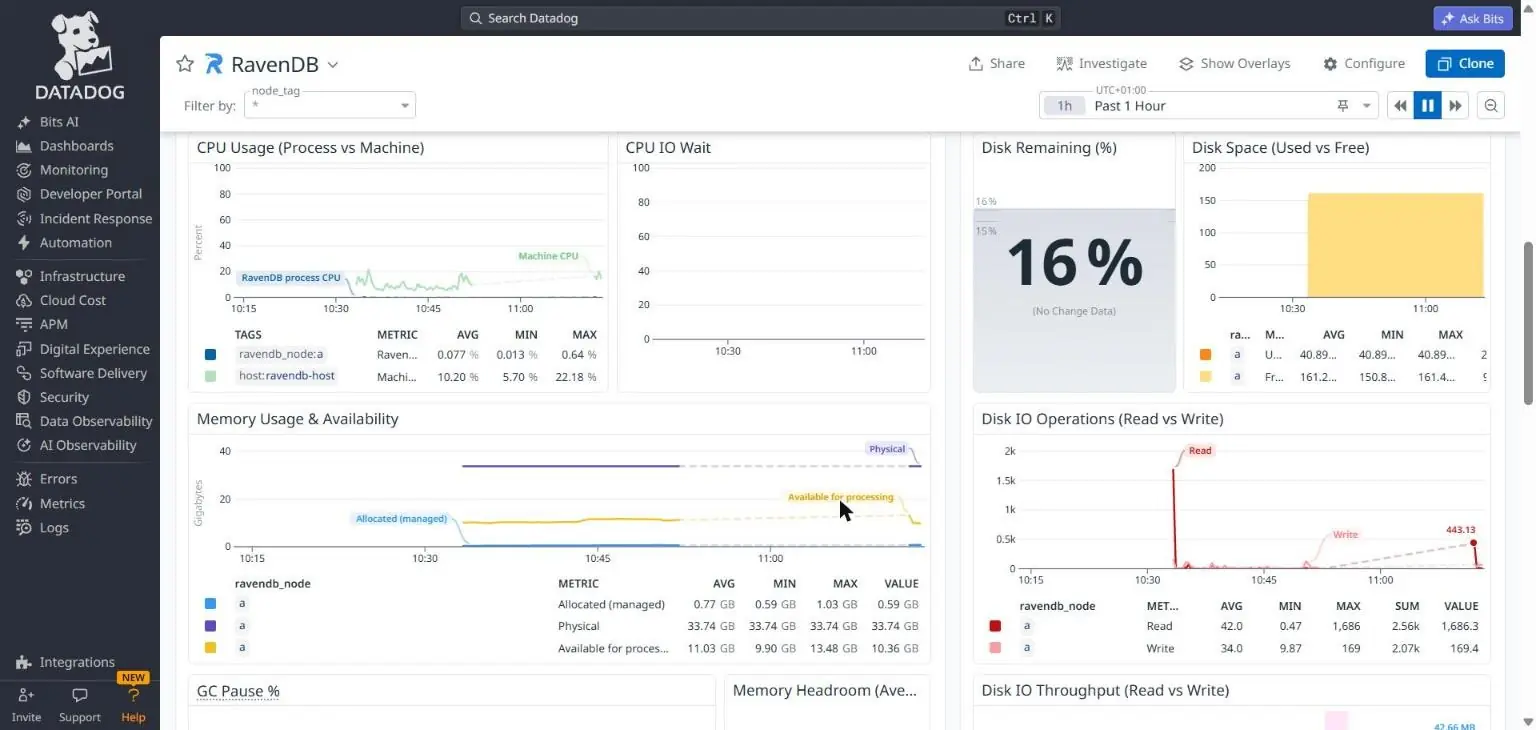 Search Datadog
Ctrl K
Ask Bits
DATADOG
Bits AI
Dashboards
Monitoring
Developer Portal
Incident Response
Automation
Infrastructure
Cloud Cost
APM
Digital Experience
Software Delivery
Security
Data Observability
AI Observability
Errors
Metrics
Logs
Integrations
NEW
Invite
Support
Help
RavenDB
Share
Investigate
Show Overlays
Configure
Clone
Filter by:
node_tag
*
UTC+01:00
1h Past 1 Hour
CPU Usage (Process vs Machine)
100
80
60
40
20
0
Percent
Machine CPU
RavenDB process CPU
10:15 10:30 10:45 11:00
TAGS METRIC AVG MIN MAX
ravendb_node:a Raven... 0.077 % 0.013 % 0.64 %
host:ravendb-host Machi... 10.20 % 5.70 % 22.18 %
CPU IO Wait
100
80
60
40
20
0
10:30 11:00
Disk Remaining (%)
16%
15%
16%
(No Change Data)
Disk Space (Used vs Free)
200
150
100
50
0
10:30 11:00
ra... M... AVG MIN MAX
a U... 40.89... 40.89... 40.89... 2
a Fr... 161.2... 150.8... 161.4...
Memory Usage & Availability
40
20
0
Gigabytes
Physical
Available for processing
Allocated (managed)
10:15 10:30 10:45 11:00
ravendb_node METRIC AVG MIN MAX VALUE
a Allocated (managed) 0.77 GB 0.59 GB 1.03 GB 0.59 GB
a Physical 33.74 GB 33.74 GB 33.74 GB 33.74 GB
a Available for proces... 11.03 GB 9.90 GB 13.48 GB 10.36 GB
Disk IO Operations (Read vs Write)
2k
1.5k
1k
0.5k
0
Read
Write
443.13
10:15 10:30 10:45 11:00
ravendb_node MET... AVG MIN MAX SUM VALUE
a Read 42.0 0.47 1,686 2.56k 1,686.3
a Write 34.0 9.87 169 2.07k 169.4
GC Pause %
Memory Headroom (Ave...
Disk IO Throughput (Read vs Write)
42.66 MB